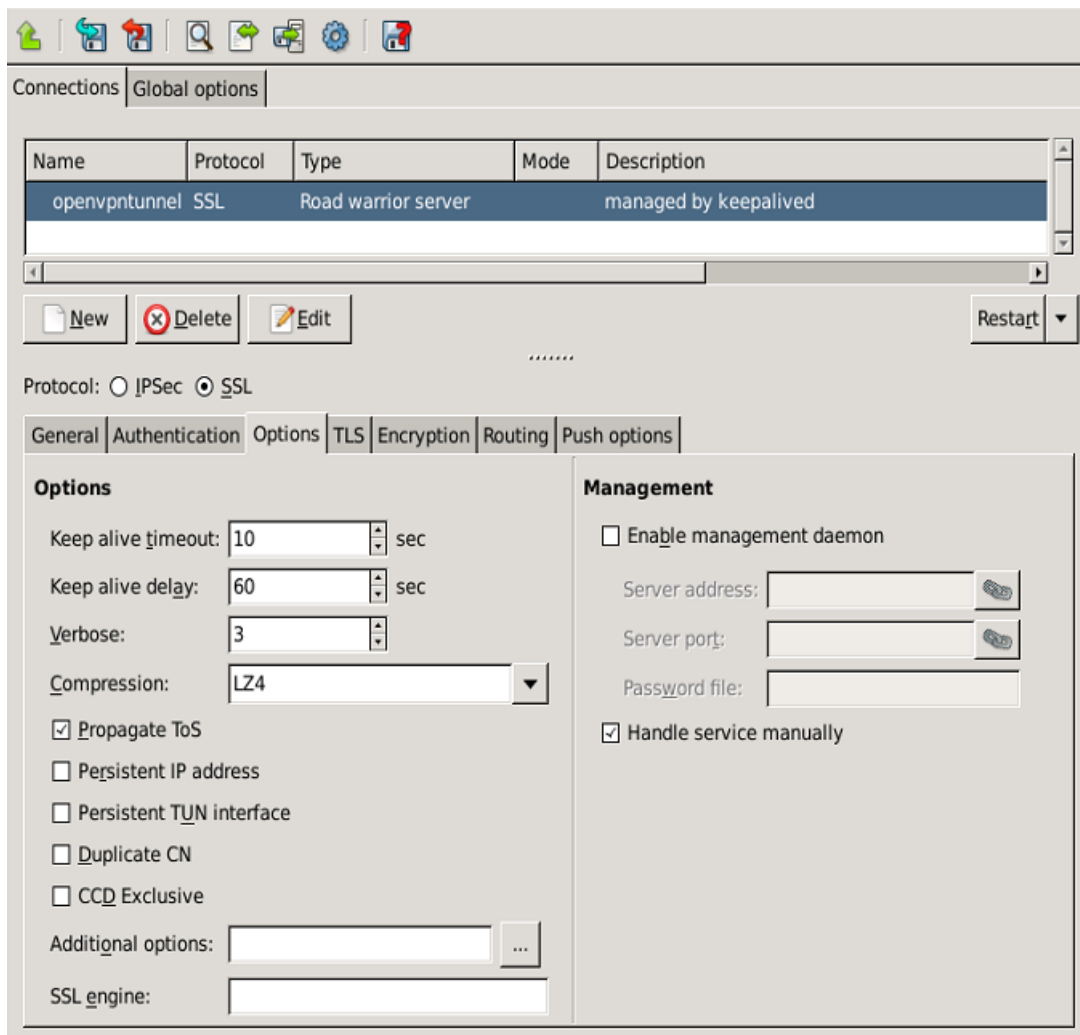 Connections Global options
Name Protocol Type Mode Description
openvpntunnel SSL Road warrior server managed by keepalived
New Delete Edit Restart
Protocol: IPSec SSL
General Authentication Options TLS Encryption Routing Push options
Options
Keep alive timeout: 10 sec
Keep alive delay: 60 sec
Verbose: 3
Compression: LZ4
Propagate ToS
Persistent IP address
Persistent TUN interface
Duplicate CN
CCD Exclusive
Additional options: ...
SSL engine:
Management
Enable management daemon
Server address:
Server port:
Password file:
Handle service manually